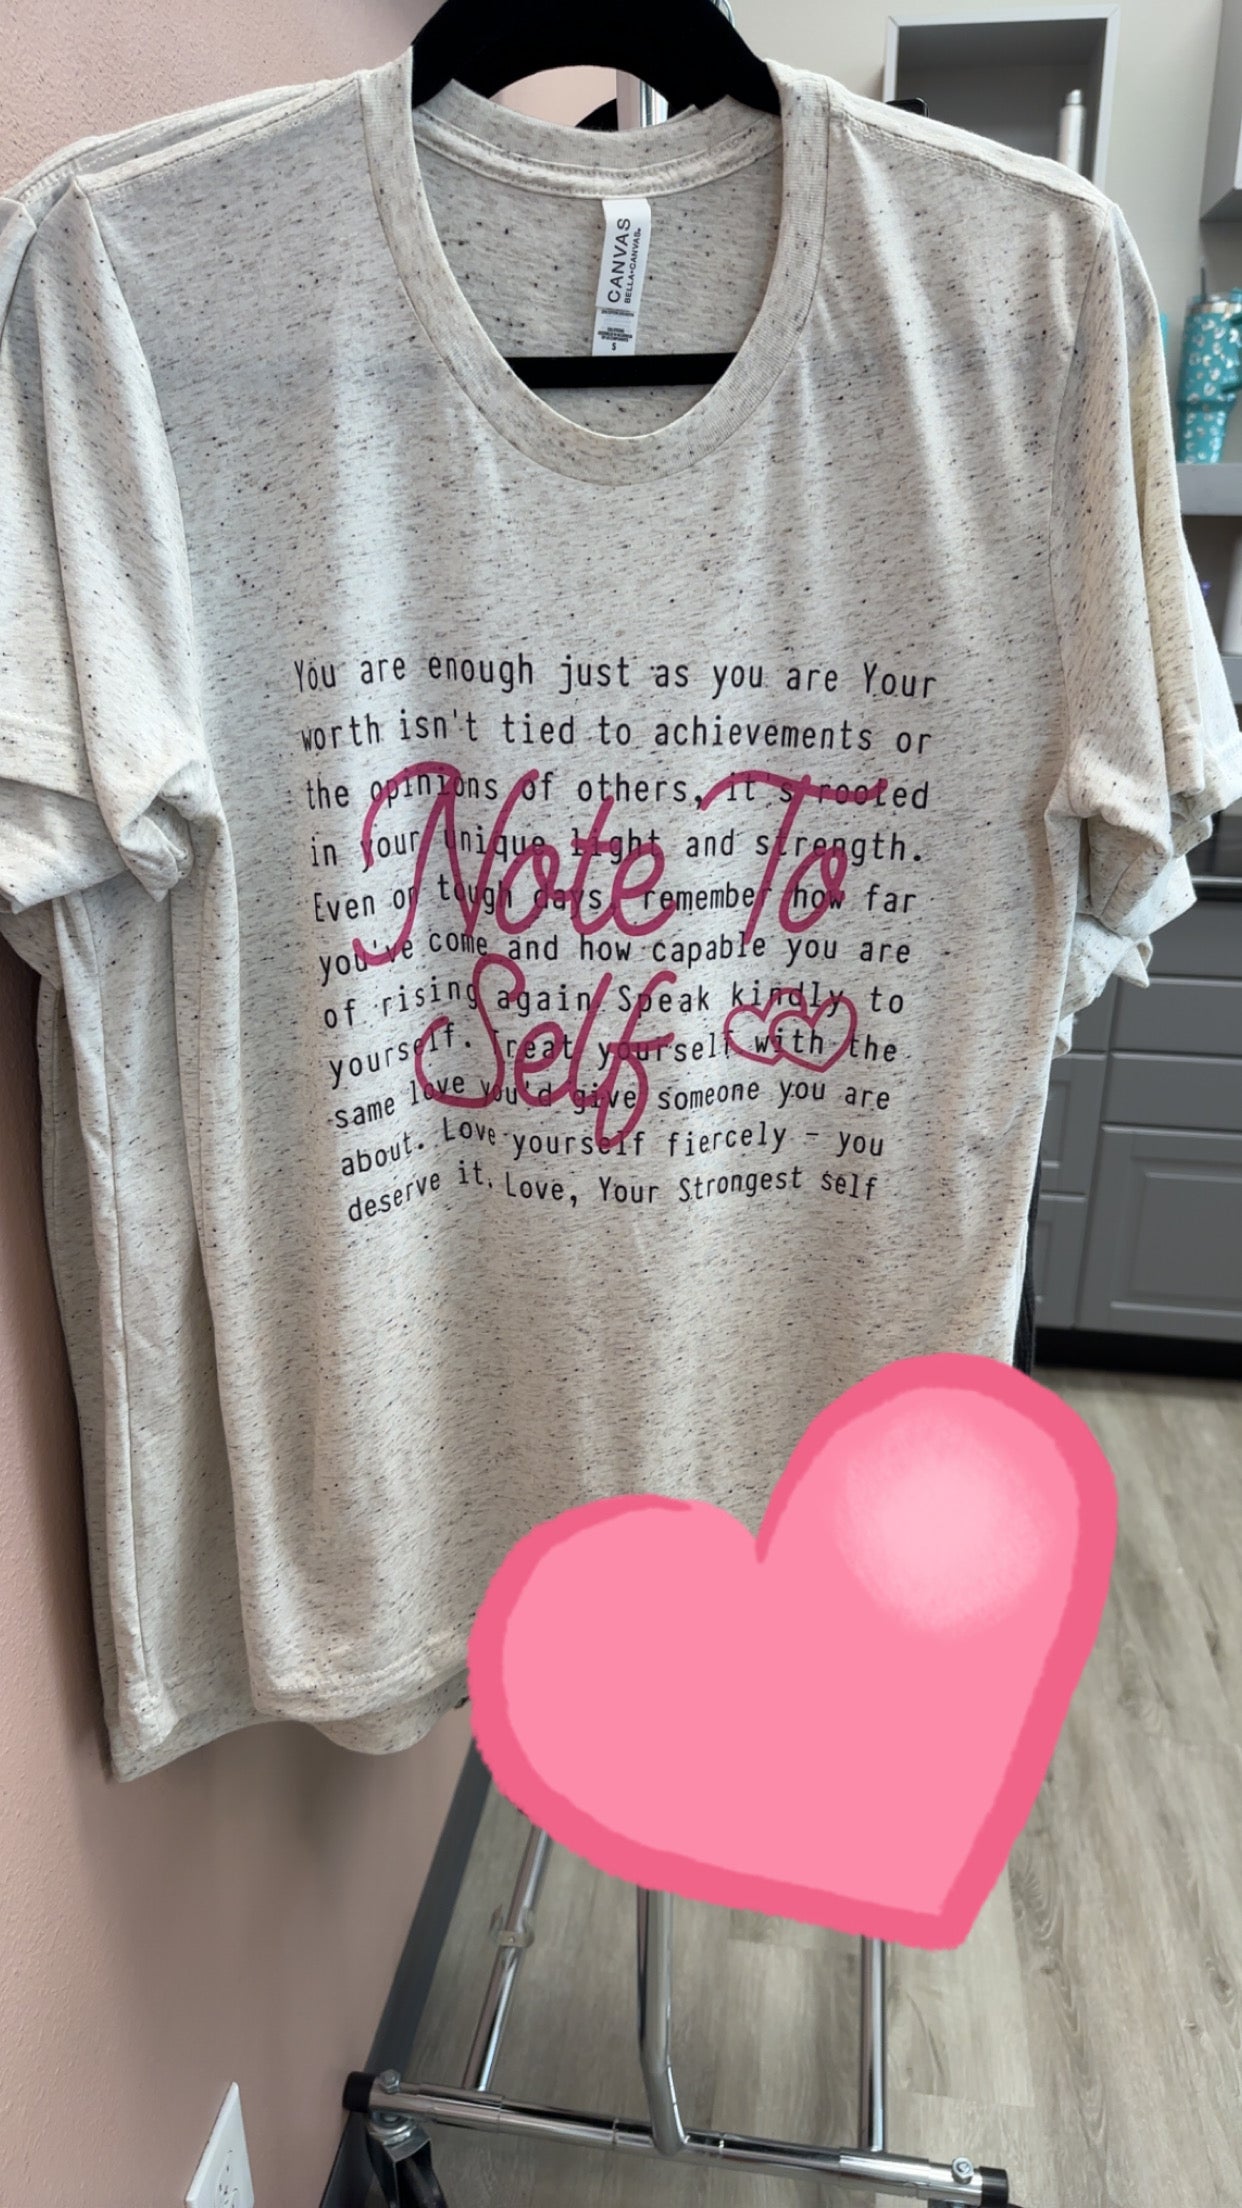 CANVAS
BELLA+CANVAS®
S
You are enough just as you are Your
worth isn't tied to achievements or
the opinions of others, it's rooted
in your unique light and strength.
Even on tough days, remember how far
you've come and how capable you are
of rising again. Speak kindly to
yourself. Treat yourself with the
same love you'd give someone you are
about. Love yourself fiercely - you
deserve it. Love, Your Strongest self
Note To
Self